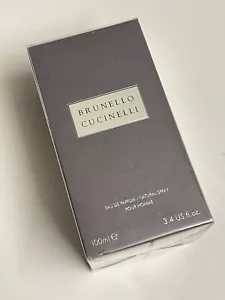 BRUNELLO
CUCINELLI
EAU DE PARFUM - NATURAL SPRAY
POUR HOMME
100ml e 3.4 US fl. oz.